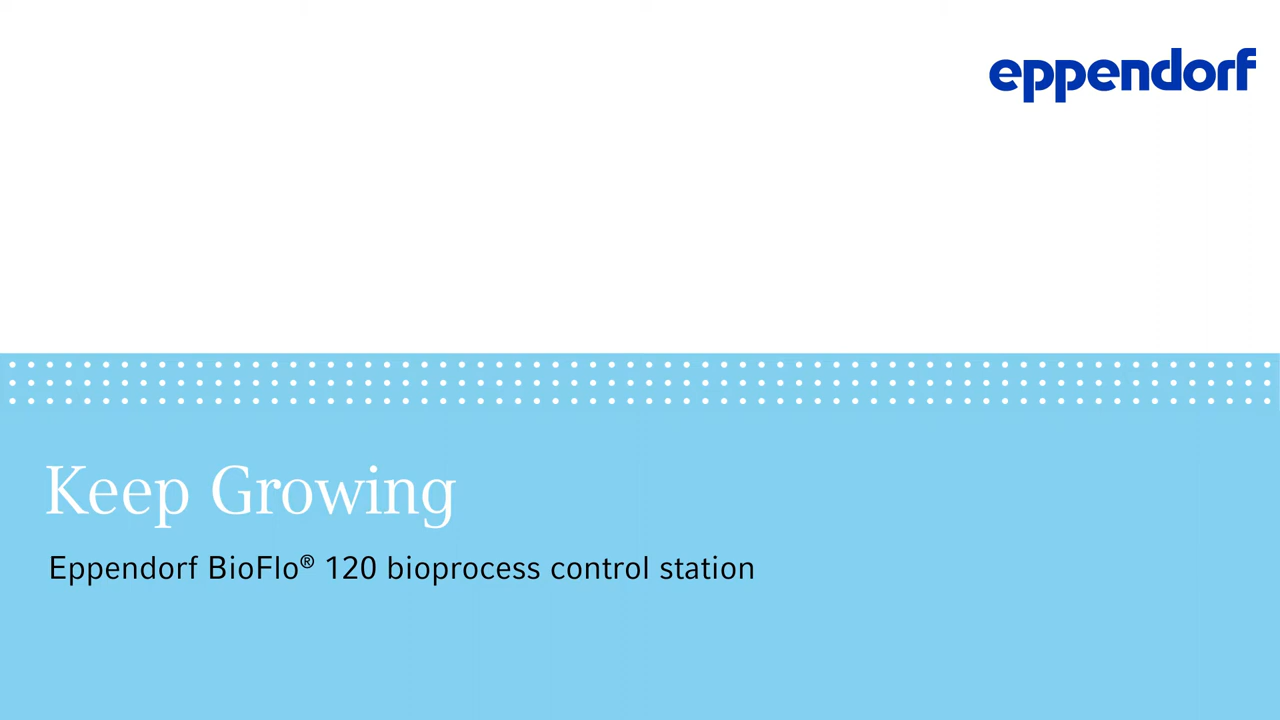 eppendorf
Keep Growing
Eppendorf BioFlo® 120 bioprocess control station